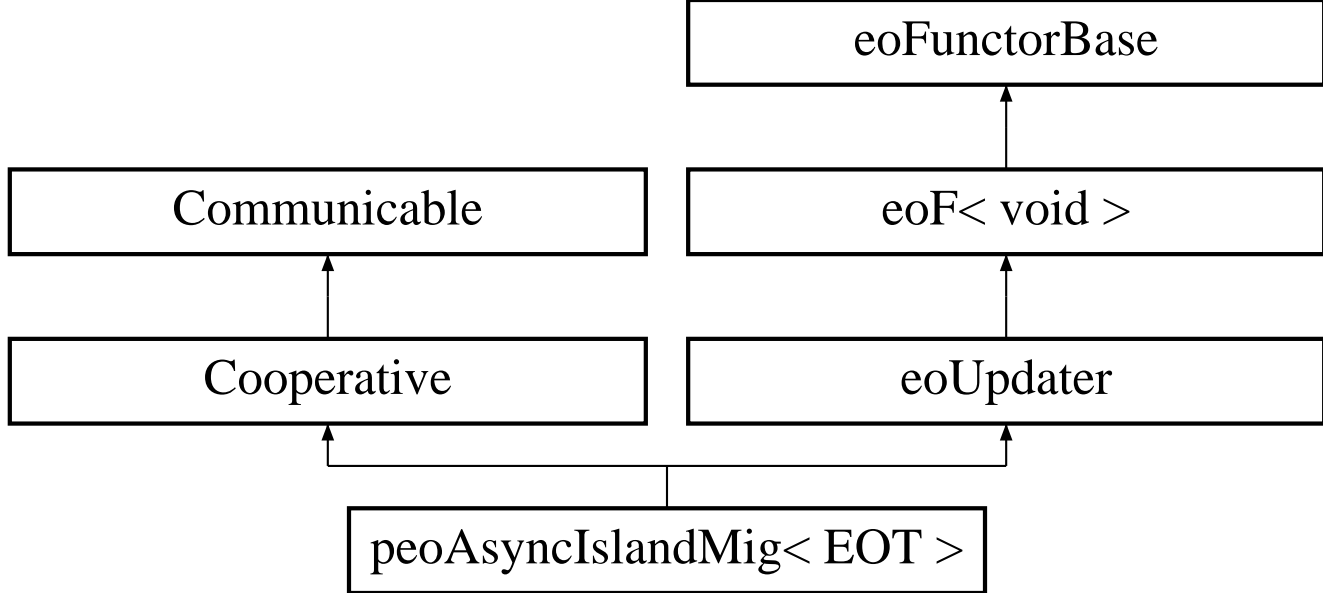 eoFunctorBase
Communicable
eoF< void >
Cooperative
eoUpdater
peoAsyncIslandMig< EOT >